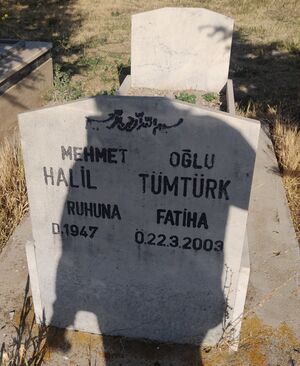 MEHMET OĞLU
HALİL TÜMTÜRK
RUHUNA FATİHA
D.1947 Ö.22.3.2003